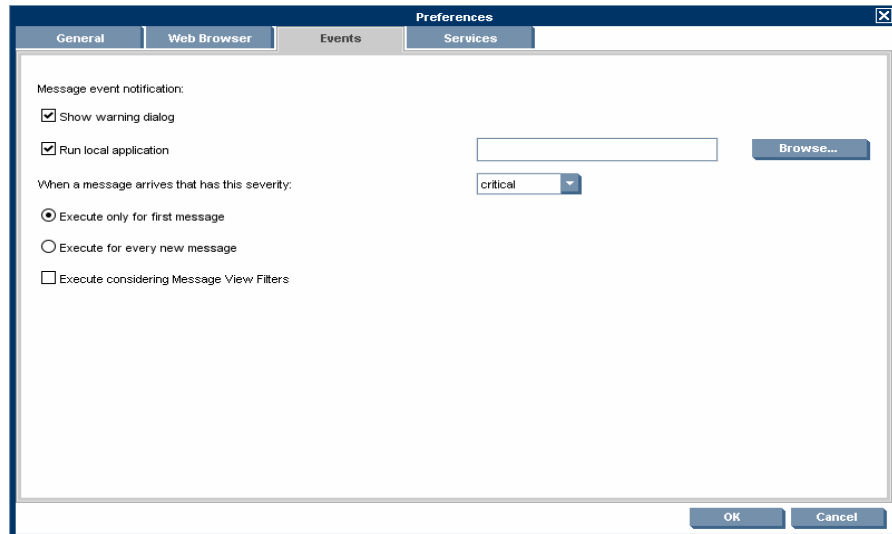 Preferences
General Web Browser Events Services
Message event notification:
Show warning dialog
Run local application Browse...
When a message arrives that has this severity: critical
Execute only for first message
Execute for every new message
Execute considering Message View Filters
OK Cancel